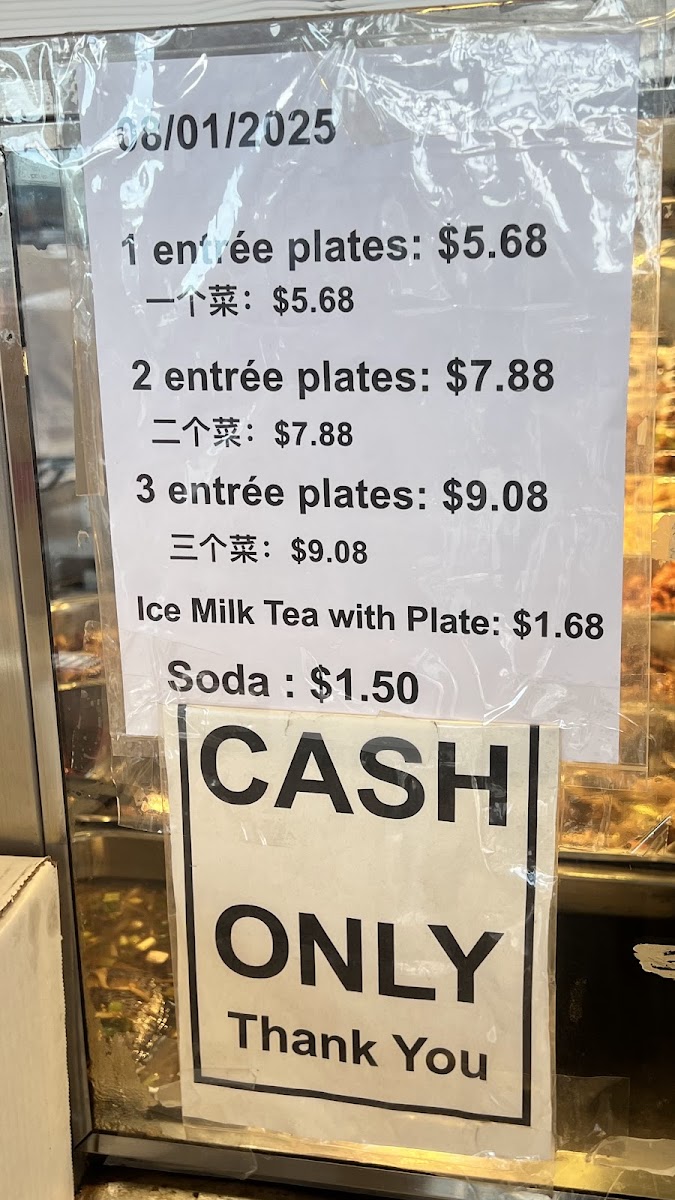 08/01/2025
1 entrée plates: $5.68
一个菜：$5.68
2 entrée plates: $7.88
二个菜：$7.88
3 entrée plates: $9.08
三个菜：$9.08
Ice Milk Tea with Plate: $1.68
Soda : $1.50
CASH
ONLY
Thank You